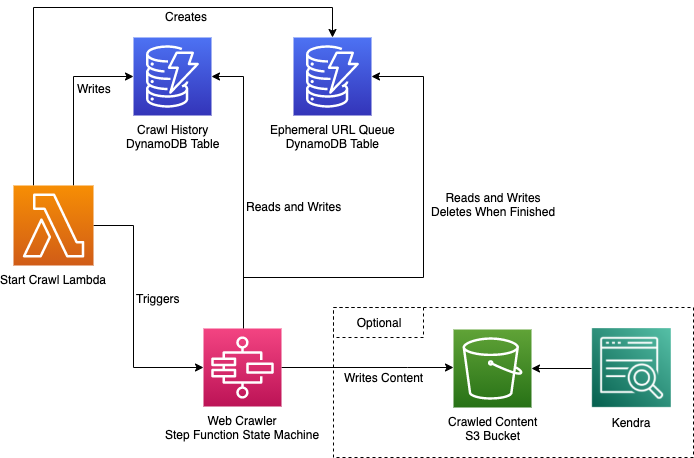 Creates
Writes
Crawl History
DynamoDB Table
Ephemeral URL Queue
DynamoDB Table
Reads and Writes
Reads and Writes
Deletes When Finished
Start Crawl Lambda
Triggers
Optional
Writes Content
Web Crawler
Step Function State Machine
Crawled Content
S3 Bucket
Kendra